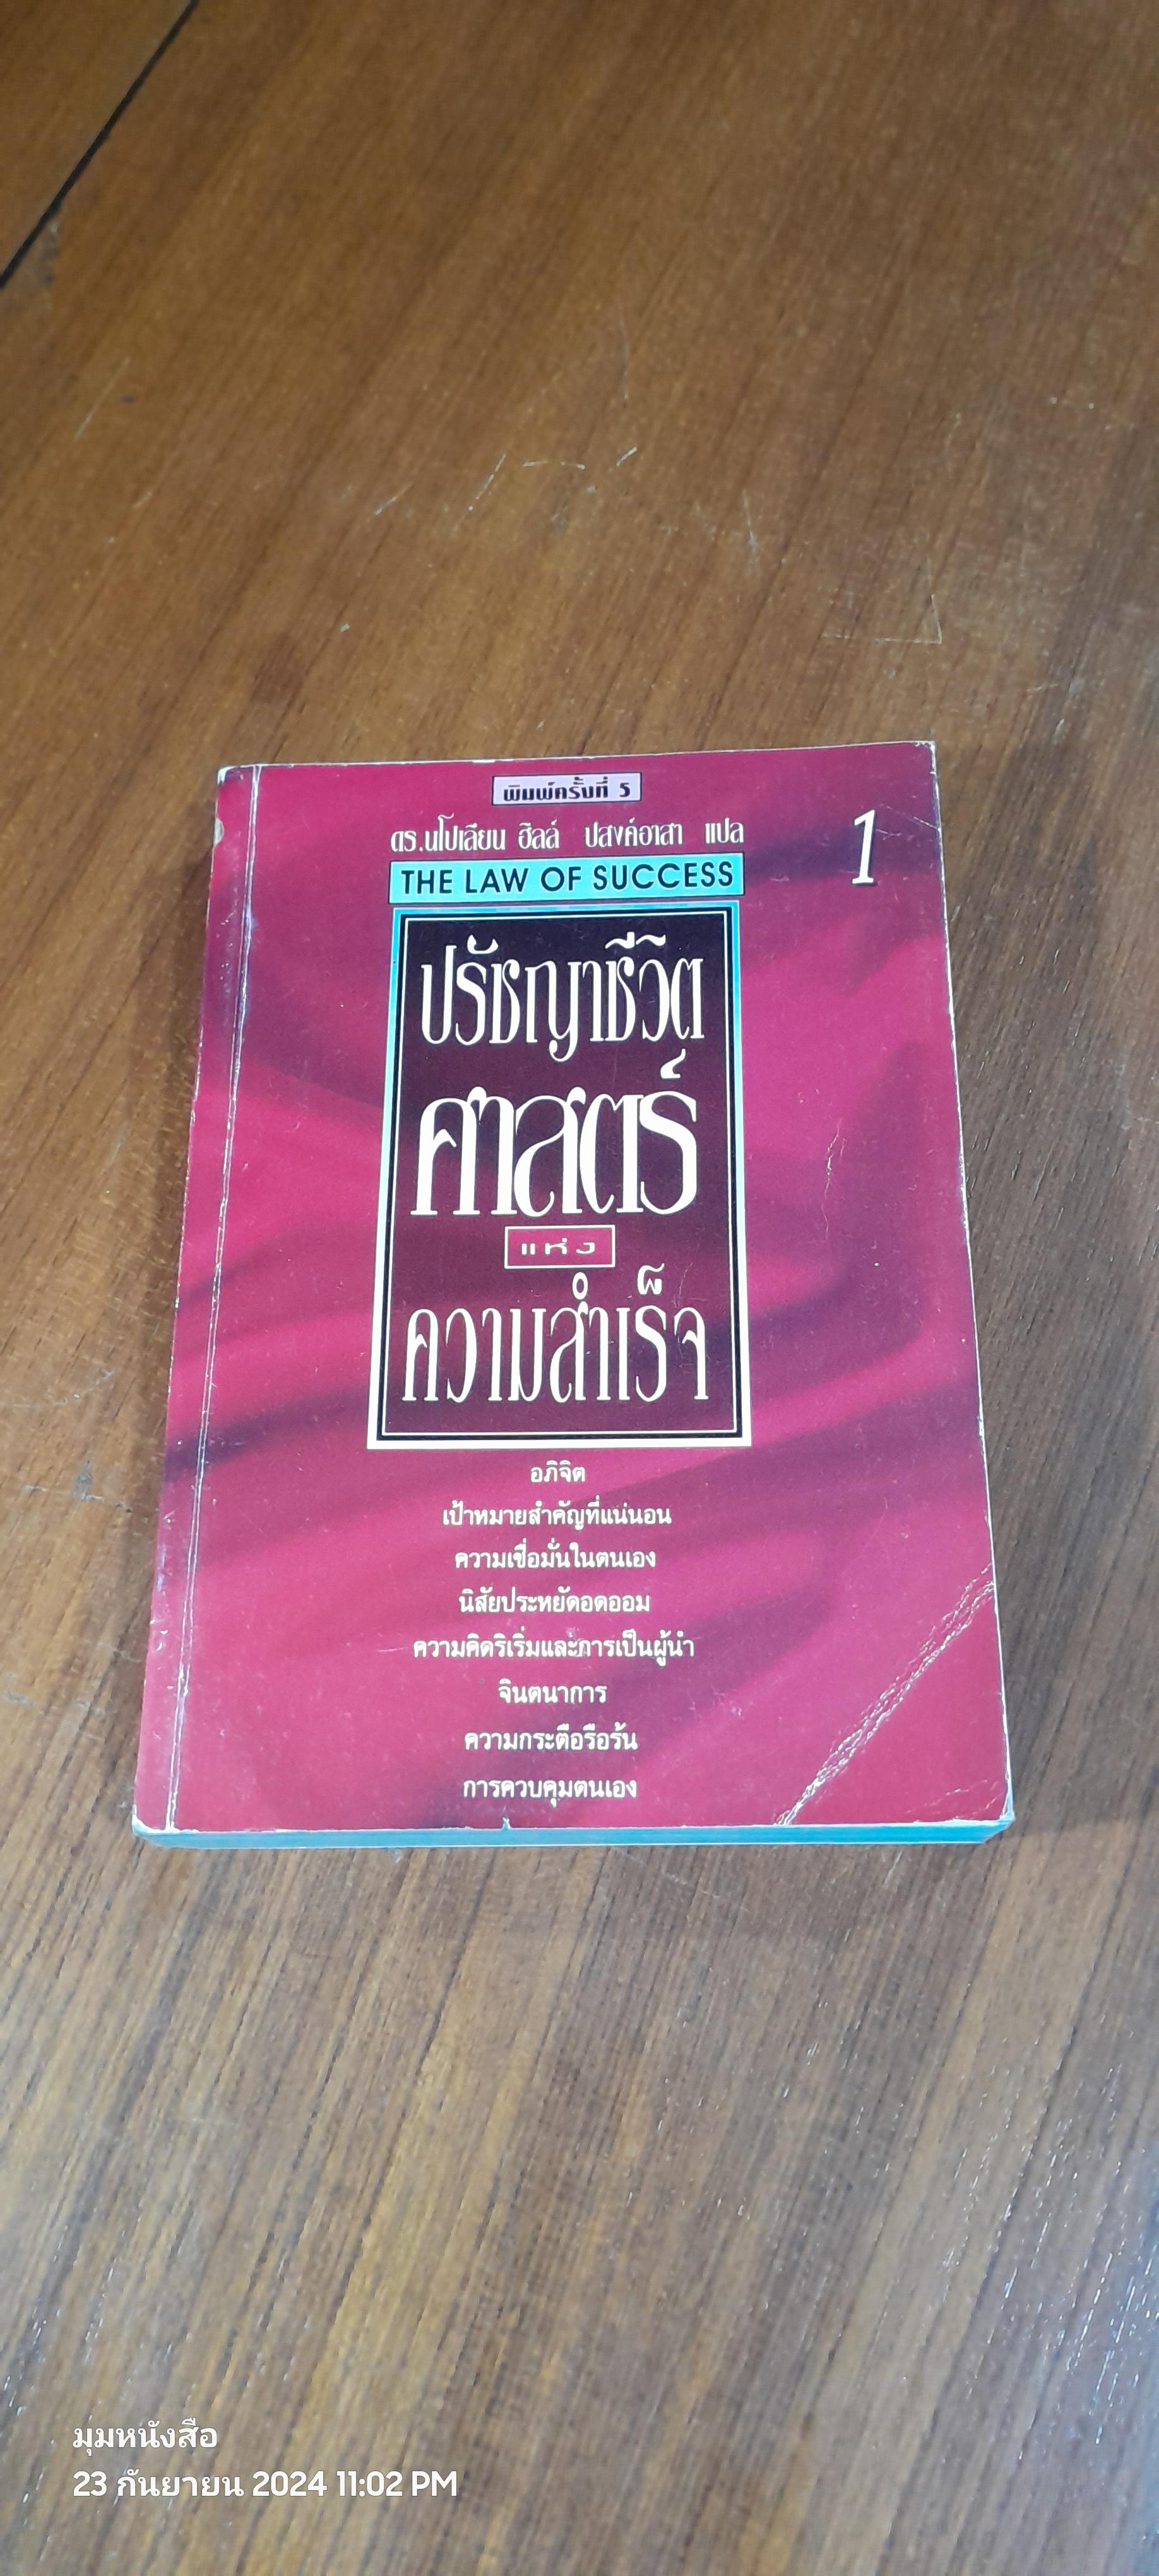 พิมพ์ครั้งที่ 5
ดร.นโปเลียน ฮิลล์ ปสงค์อาสา แปล
1
THE LAW OF SUCCESS
ปรัชญาชีวิต
ศาสตร์
แห่ง
ความสำเร็จ
อภิจิต
เป้าหมายสำคัญที่แน่นอน
ความเชื่อมั่นในตนเอง
นิสัยประหยัดอดออม
ความคิดริเริ่มและการเป็นผู้นำ
จินตนาการ
ความกระตือรือร้น
การควบคุมตนเอง
มุมหนังสือ
23 กันยายน 2024 11:02 PM